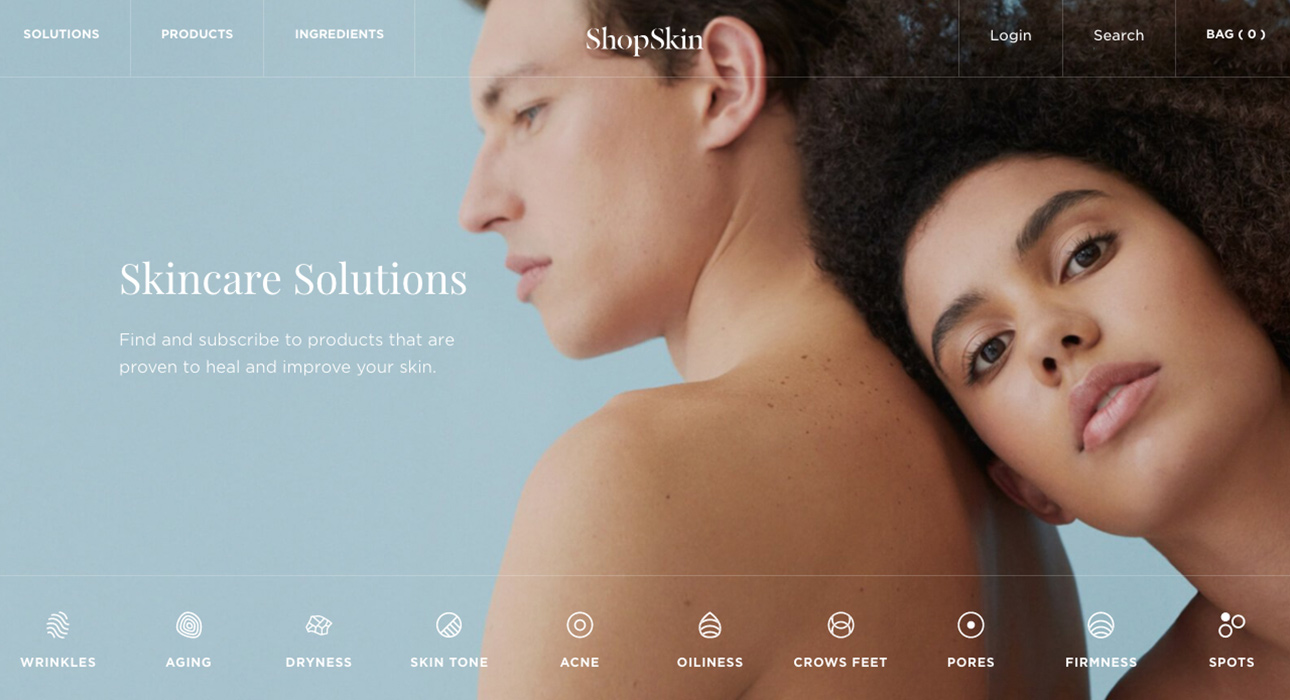 SOLUTIONS
PRODUCTS
INGREDIENTS
ShopSkin
Login
Search
BAG ( 0 )
Skincare Solutions
Find and subscribe to products that are
proven to heal and improve your skin.
WRINKLES
AGING
DRYNESS
SKIN TONE
ACNE
OILINESS
CROWS FEET
PORES
FIRMNESS
SPOTS